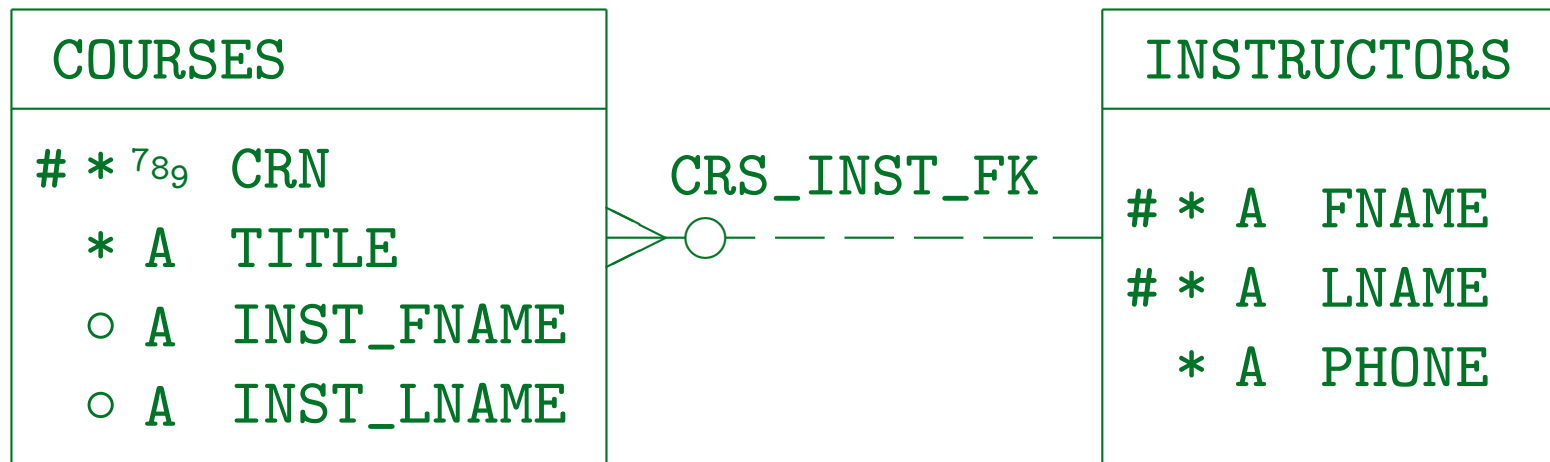 COURSES
# * 789 CRN
* A TITLE
○ A INST_FNAME
○ A INST_LNAME
CRS_INST_FK
INSTRUCTORS
# * A FNAME
# * A LNAME
* A PHONE